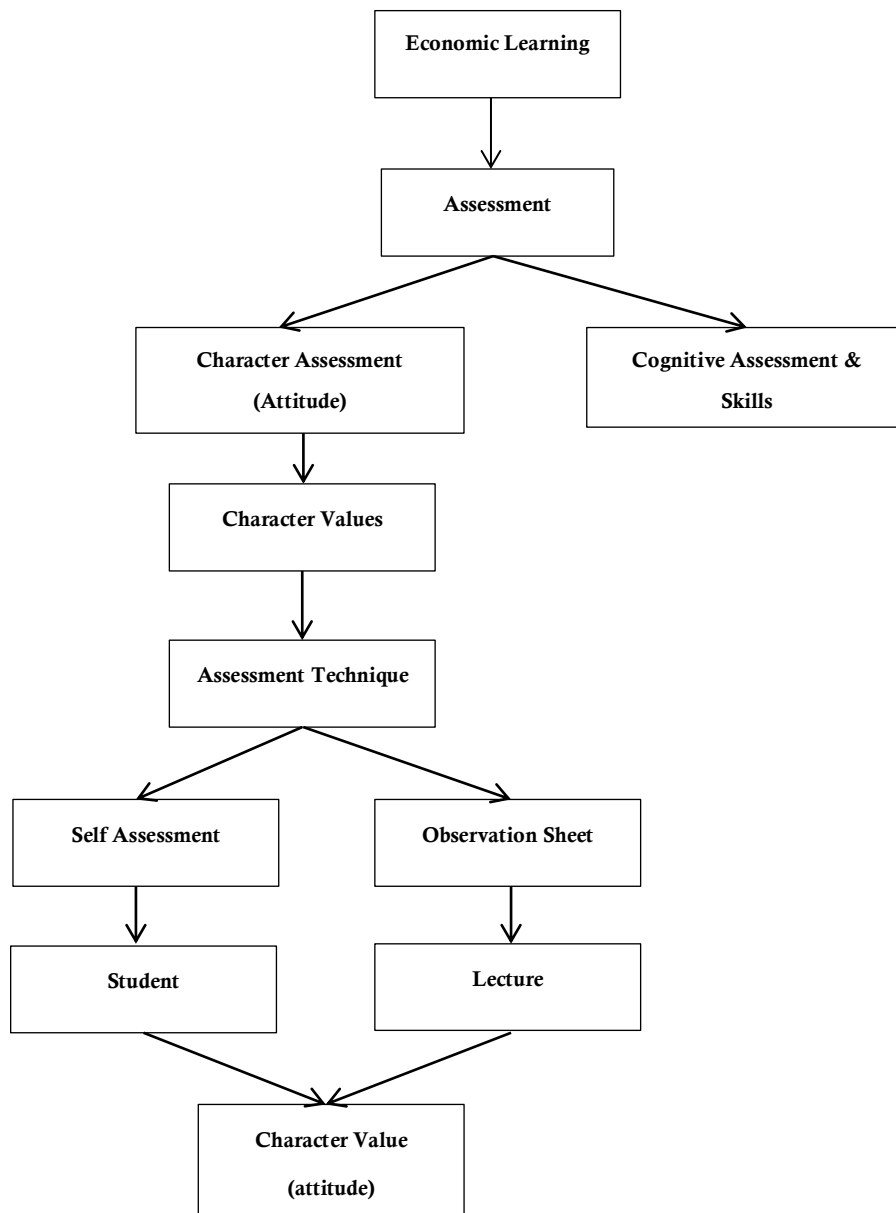 Economic Learning
Assessment
Character Assessment
(Attitude)
Cognitive Assessment &
Skills
Character Values
Assessment Technique
Self Assessment
Observation Sheet
Student
Lecture
Character Value
(attitude)